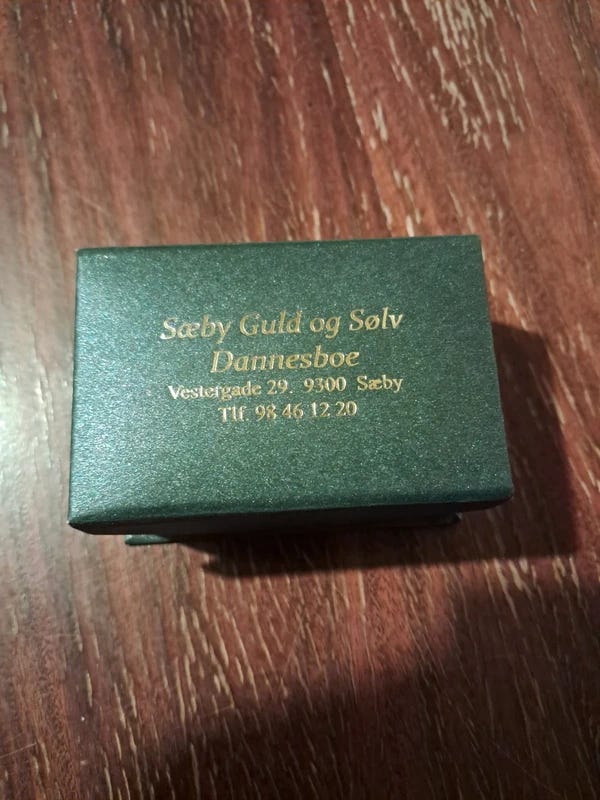 Sæby Guld og Sølv
Dannesboe
Vestergade 29. 9300 Sæby
Tlf. 98 46 12 20